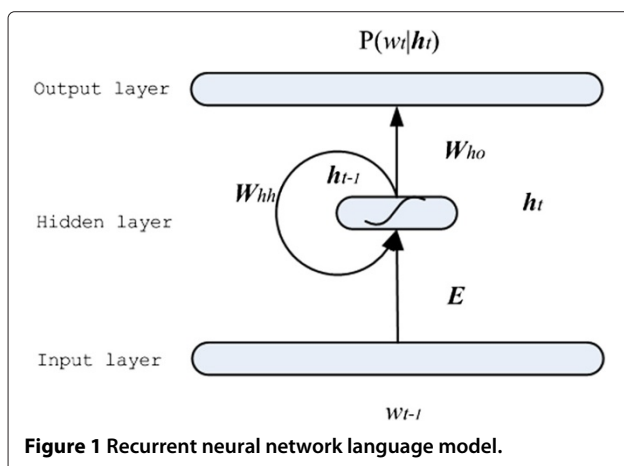 P(wt|ht)
Output layer
Who
Whh
ht-1
Hidden layer
ht
E
Input layer
wt-1
Figure 1 Recurrent neural network language model.